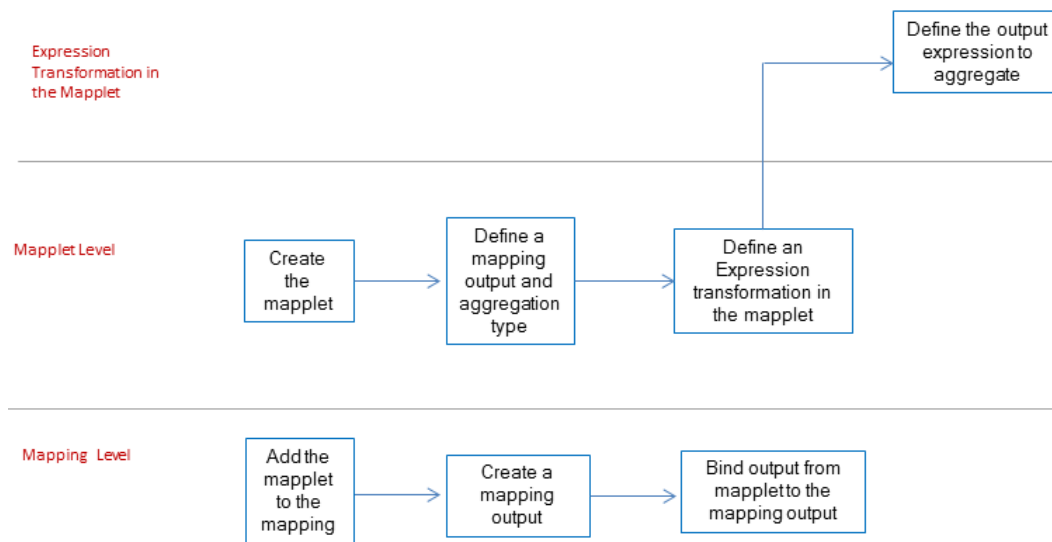 Expression
Transformation in
the Mapplet
Define the output
expression to
aggregate
Mapplet Level
Create
the
mapplet
Define a
mapping
output and
aggregation
type
Define an
Expression
transformation in
the mapplet
Mapping Level
Add the
mapplet
to the
mapping
Create a
mapping
output
Bind output from
mapplet to the
mapping output